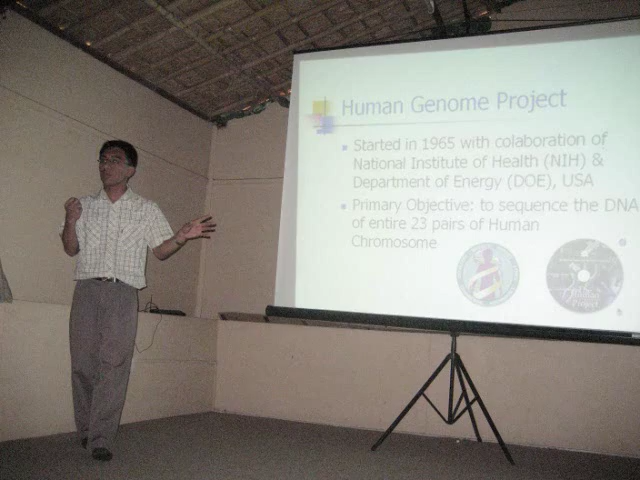 Human Genome Project
Started in 1965 with colaboration of
National Institute of Health (NIH) &
Department of Energy (DOE), USA
Primary Objective: to sequence the DNA
of entire 23 pairs of Human
Chromosome